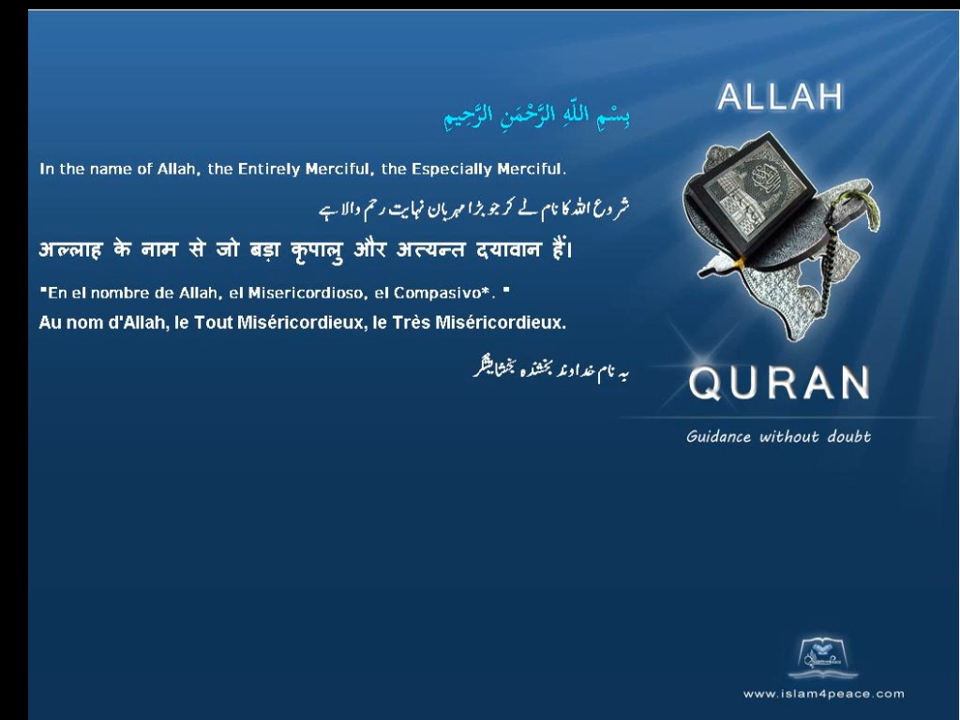 بِسْمِ اللّهِ الرَّحْمَنِ الرَّحِيمِ
In the name of Allah, the Entirely Merciful, the Especially Merciful.
شروع الله کا نام لے کر جو بڑا مہربان نہایت رحم والا ہے
अल्लाह के नाम से जो बड़ा कृपालु और अत्यन्त दयावान हैं।
"En el nombre de Allah, el Misericordioso, el Compasivo*. "
Au nom d'Allah, le Tout Miséricordieux, le Très Miséricordieux.
به نام خداوند بخشنده بخشایشگر
ALLAH
QURAN
Guidance without doubt
www.islam4peace.com